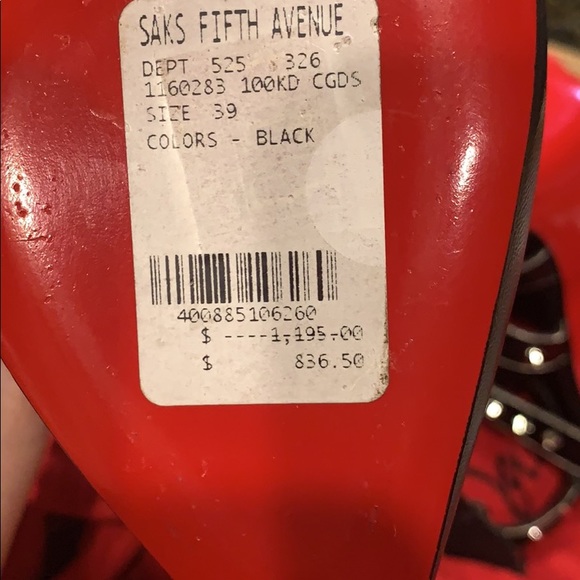 SAKS FIFTH AVENUE
DEPT 525 326
1160283 100KD CGDS
SIZE 39
COLORS - BLACK
400885106260
$ ----1,195.00
$ 836.50